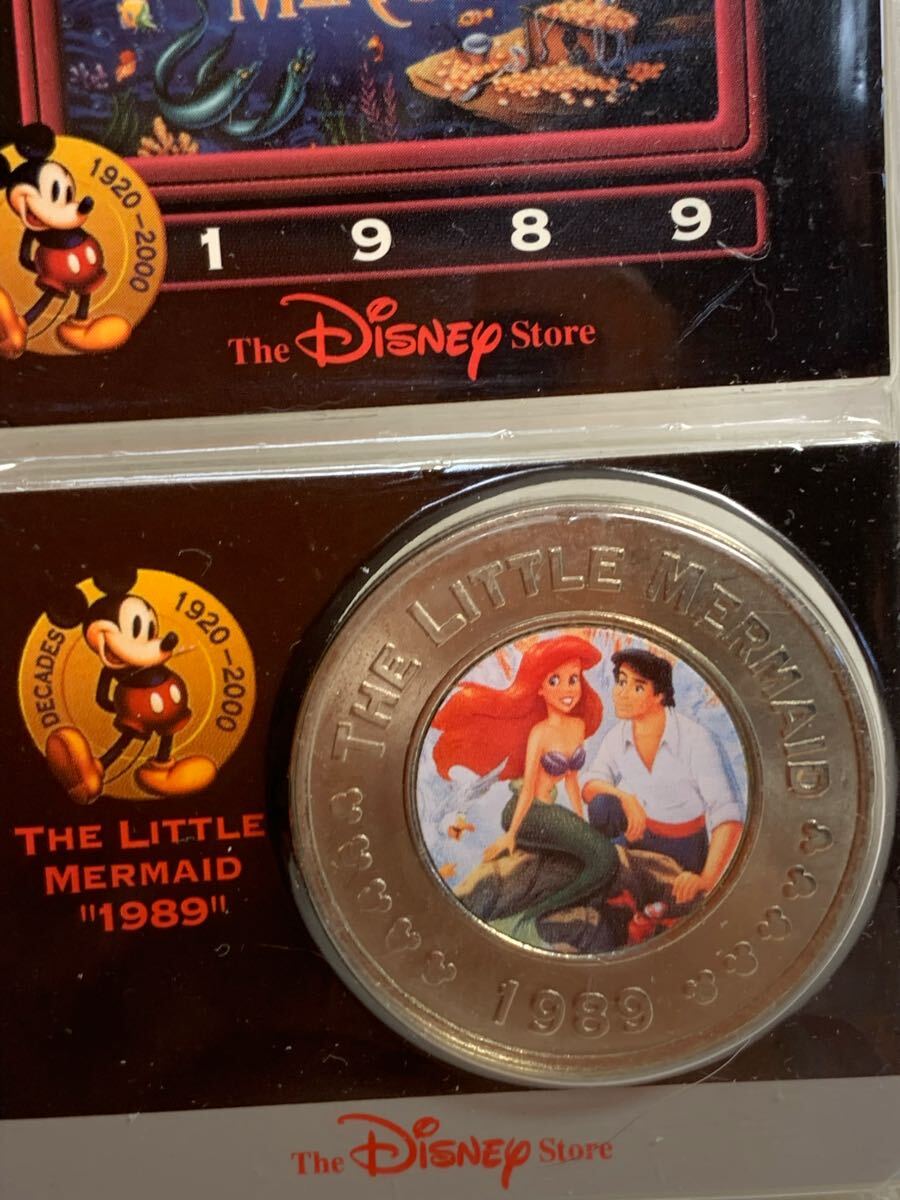 MERMAID
1920-2000
1 9 8 9
The Disney Store
DECADES 1920-2000
THE LITTLE
MERMAID
"1989"
THE LITTLE MERMAID
1989
The Disney Store